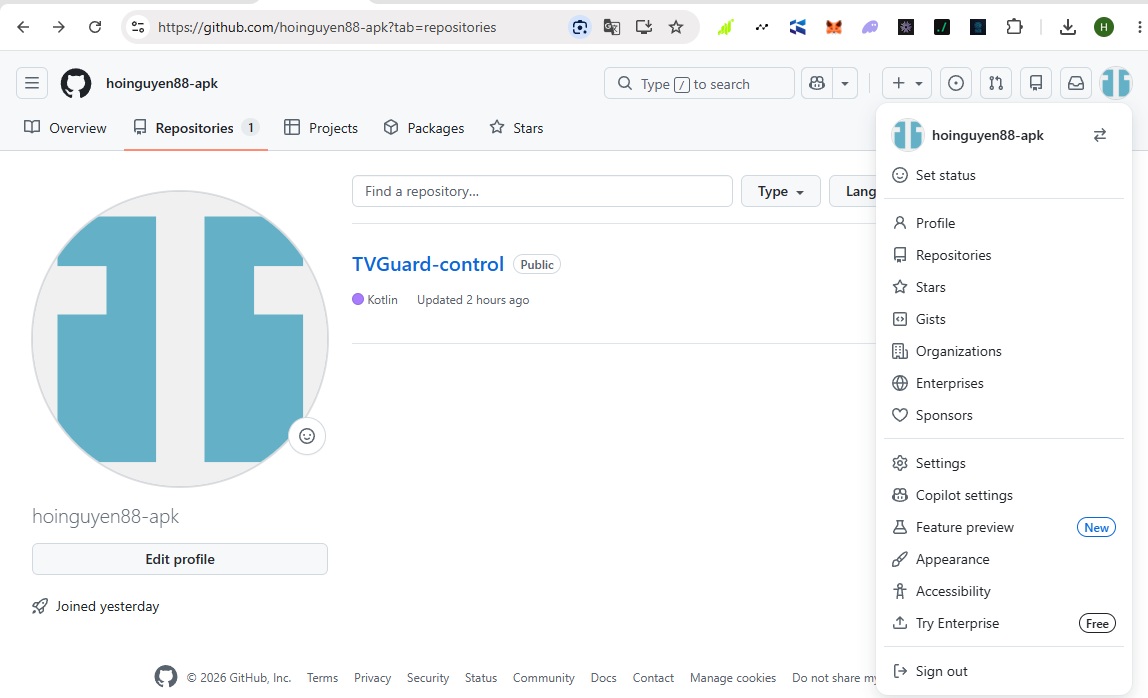 https://github.com/hoinguyen88-apk?tab=repositories
H
hoinguyen88-apk
Type / to search
Overview
Repositories 1
Projects
Packages
Stars
Find a repository...
Type
Lang
TVGuard-control Public
Kotlin Updated 2 hours ago
hoinguyen88-apk
Edit profile
Joined yesterday
hoinguyen88-apk
Set status
Profile
Repositories
Stars
Gists
Organizations
Enterprises
Sponsors
Settings
Copilot settings
Feature preview New
Appearance
Accessibility
Try Enterprise Free
Sign out
© 2026 GitHub, Inc. Terms Privacy Security Status Community Docs Contact Manage cookies Do not share my